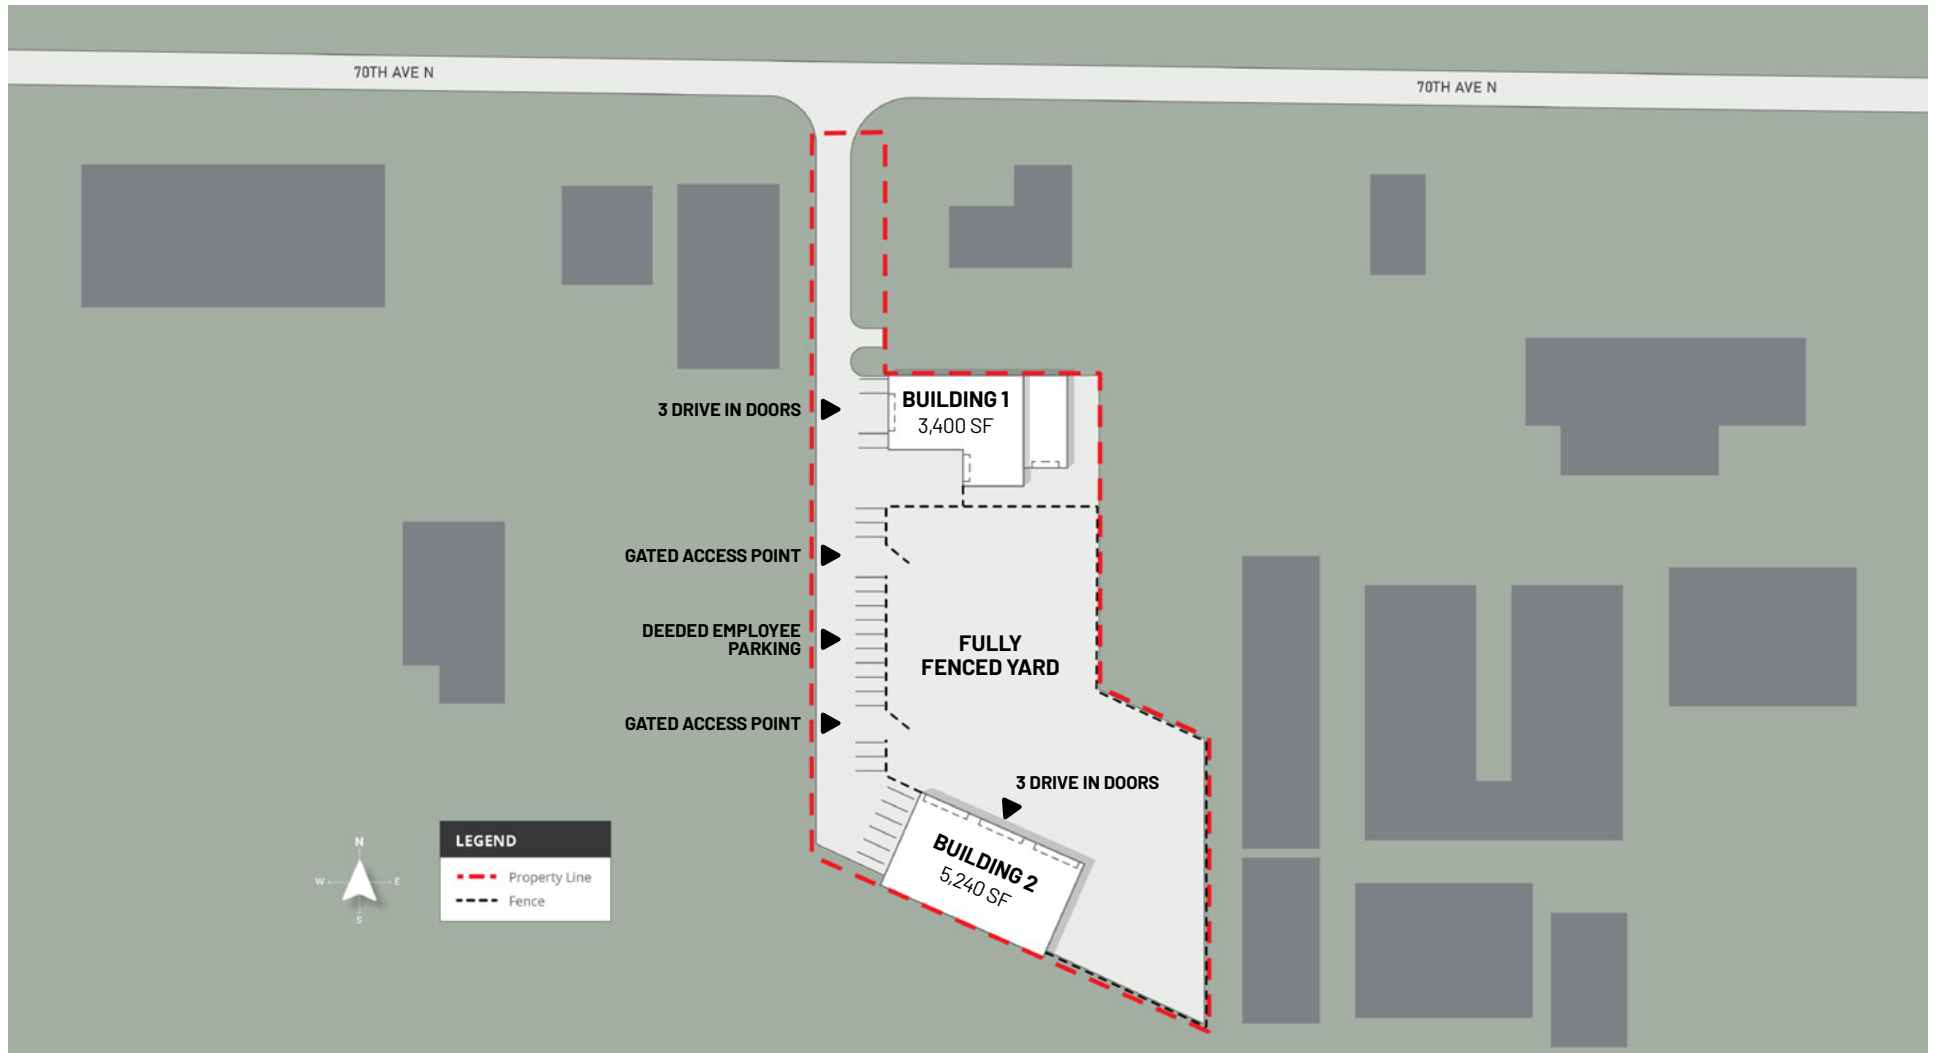 70TH AVE N
70TH AVE N
3 DRIVE IN DOORS
BUILDING 1
3,400 SF
GATED ACCESS POINT
DEEDED EMPLOYEE
PARKING
FULLY
FENCED YARD
GATED ACCESS POINT
3 DRIVE IN DOORS
BUILDING 2
5,240 SF
N
W
E
S
LEGEND
Property Line
Fence